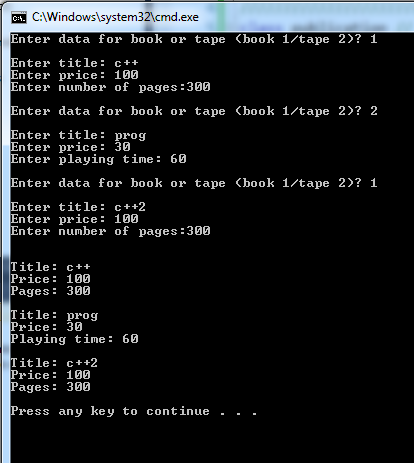 C:\Windows\system32\cmd.exe
Enter data for book or tape (book 1/tape 2)? 1
Enter title: c++
Enter price: 100
Enter number of pages:300
Enter data for book or tape (book 1/tape 2)? 2
Enter title: prog
Enter price: 30
Enter playing time: 60
Enter data for book or tape (book 1/tape 2)? 1
Enter title: c++2
Enter price: 100
Enter number of pages:300
Title: c++
Price: 100
Pages: 300
Title: prog
Price: 30
Playing time: 60
Title: c++2
Price: 100
Pages: 300
Press any key to continue . . .